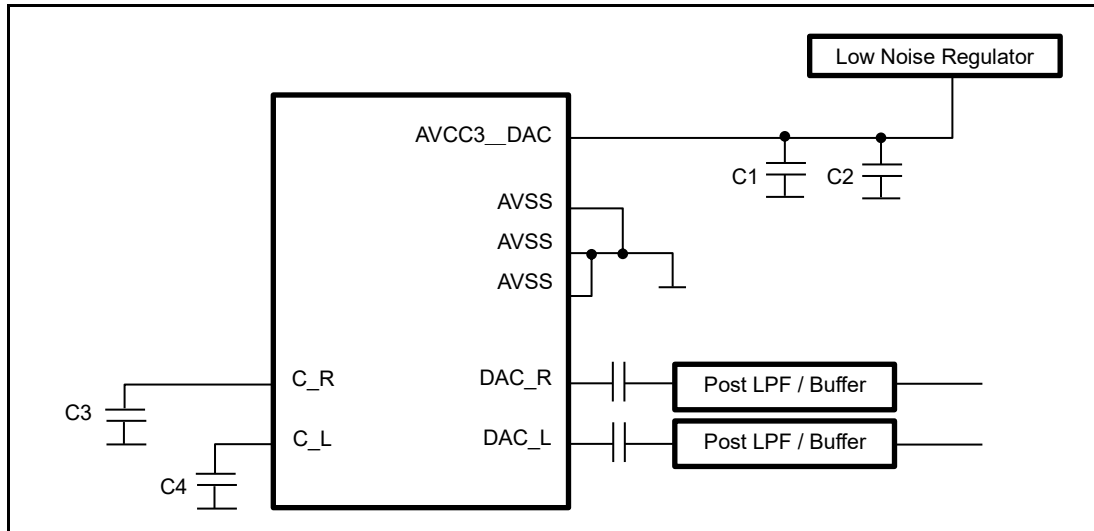 Low Noise Regulator
AVCC3__DAC
C1
C2
AVSS
AVSS
AVSS
C_R
DAC_R
Post LPF / Buffer
C3
C_L
DAC_L
Post LPF / Buffer
C4